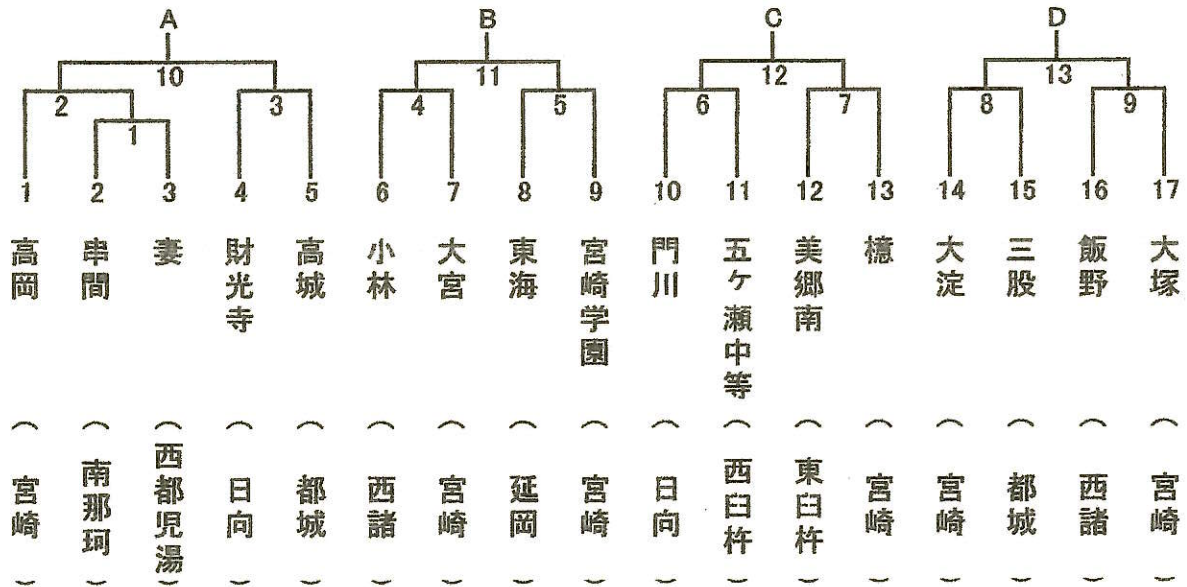 A B C D
10 11 12 13
2 3 4 5 6 7 8 9
1
1 2 3 4 5 6 7 8 9 10 11 12 13 14 15 16 17
高岡
串間
妻
財光寺
高城
小林
大宮
東海
宮崎学園
門川
五ケ瀬中等
美郷南
檍
大淀
三股
飯野
大塚
（宮崎）
（南那珂）
（西都児湯）
（日向）
（都城）
（西諸）
（宮崎）
（延岡）
（宮崎）
（日向）
（西臼杵）
（東臼杵）
（宮崎）
（宮崎）
（都城）
（西諸）
（宮崎）